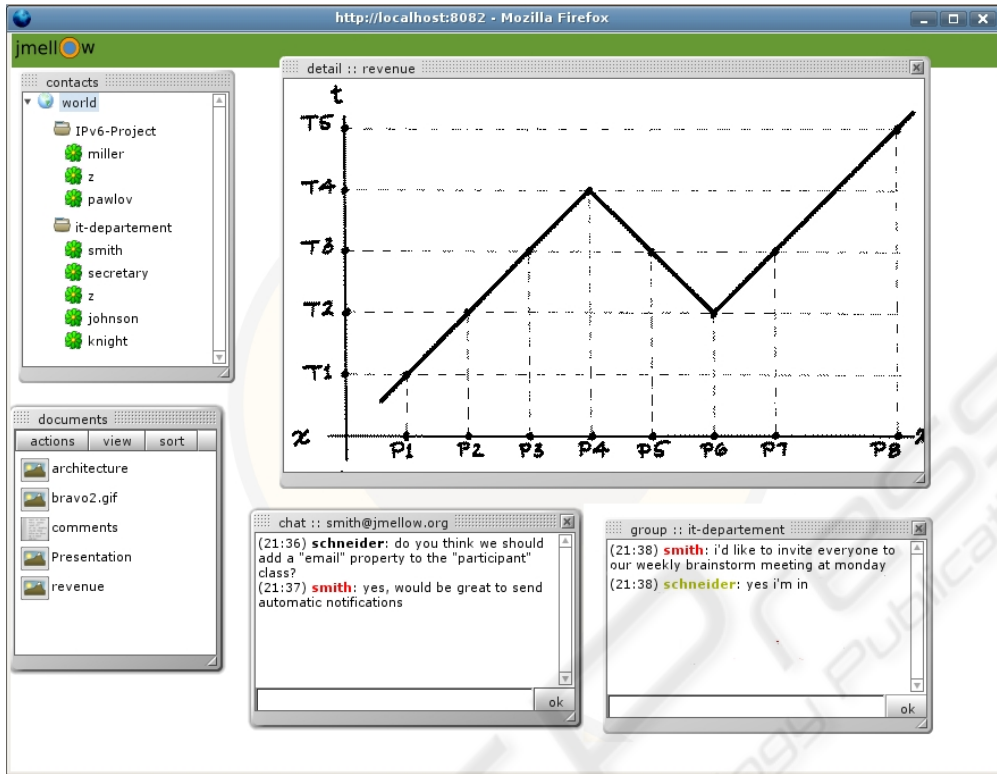 http://localhost:8082 - Mozilla Firefox
jmellow
contacts
world
IPv6-Project
miller
z
pawlov
it-departement
smith
secretary
z
johnson
knight
documents
actions view sort
architecture
bravo2.gif
comments
Presentation
revenue
detail :: revenue
t
T5
T4
T3
T2
T1
x
P1 P2 P3 P4 P5 P6 P7 P8
chat :: smith@jmellow.org
(21:36) schneider: do you think we should
add a "email" property to the "participant"
class?
(21:37) smith: yes, would be great to send
automatic notifications
ok
group :: it-departement
(21:38) smith: i'd like to invite everyone to
our weekly brainstorm meeting at monday
(21:38) schneider: yes i'm in
ok